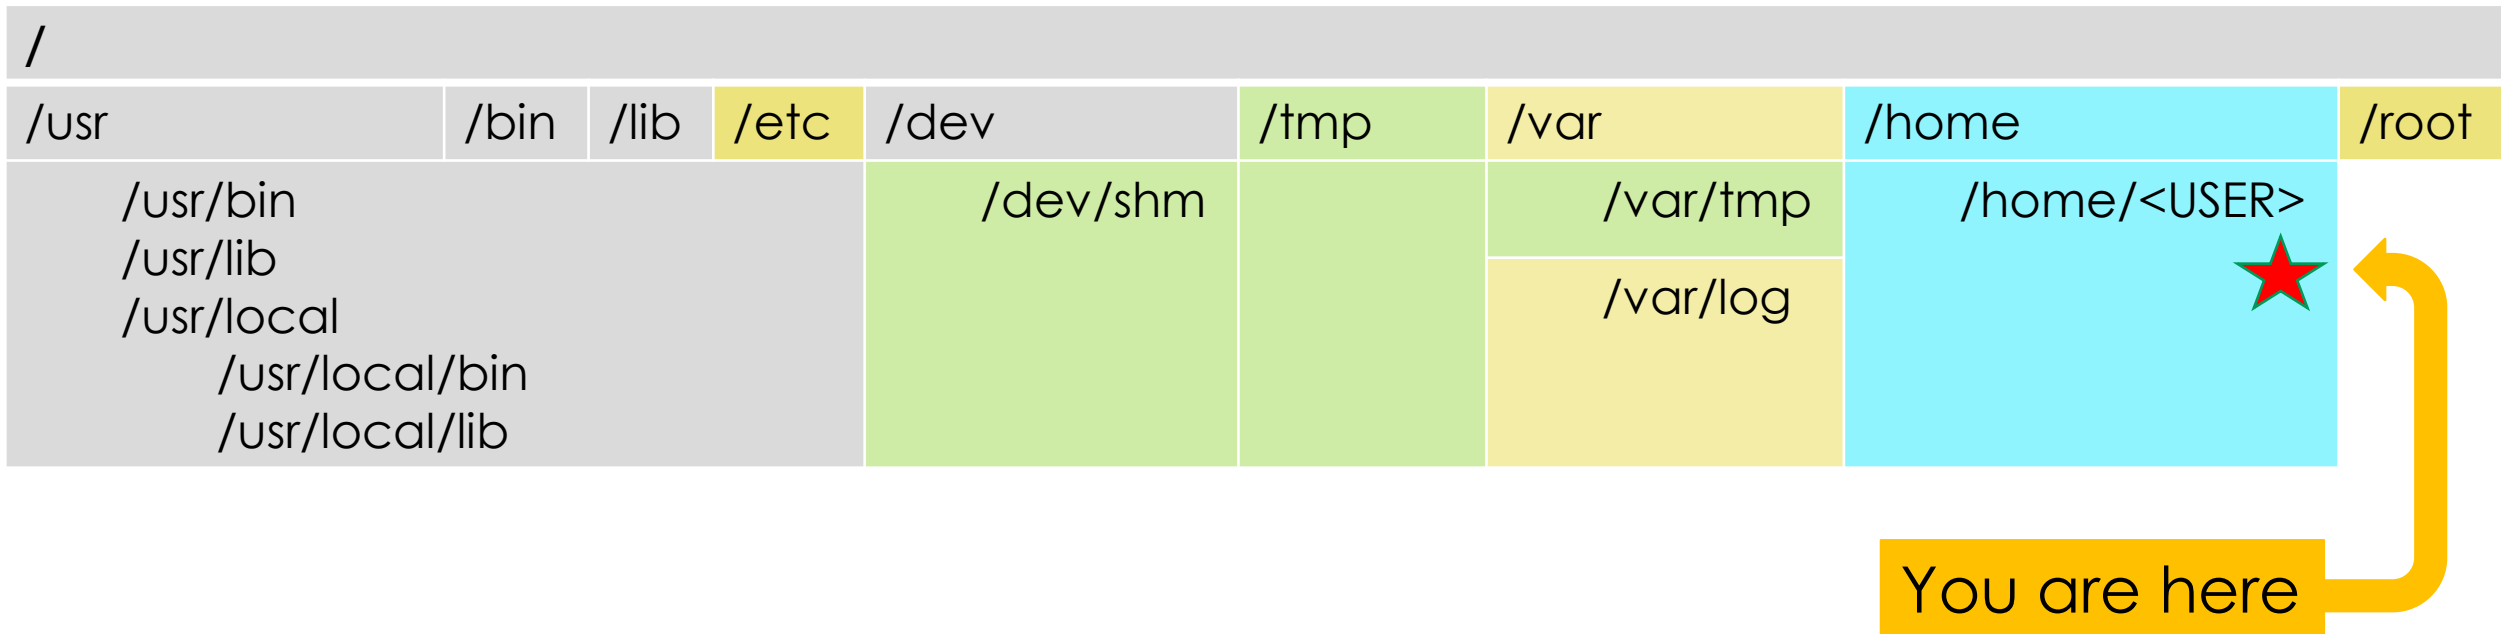 /
/usr /bin /lib /etc /dev /tmp /var /home /root
/usr/bin
/usr/lib
/usr/local
/usr/local/bin
/usr/local/lib
/dev/shm
/var/tmp
/var/log
/home/<USER>
You are here